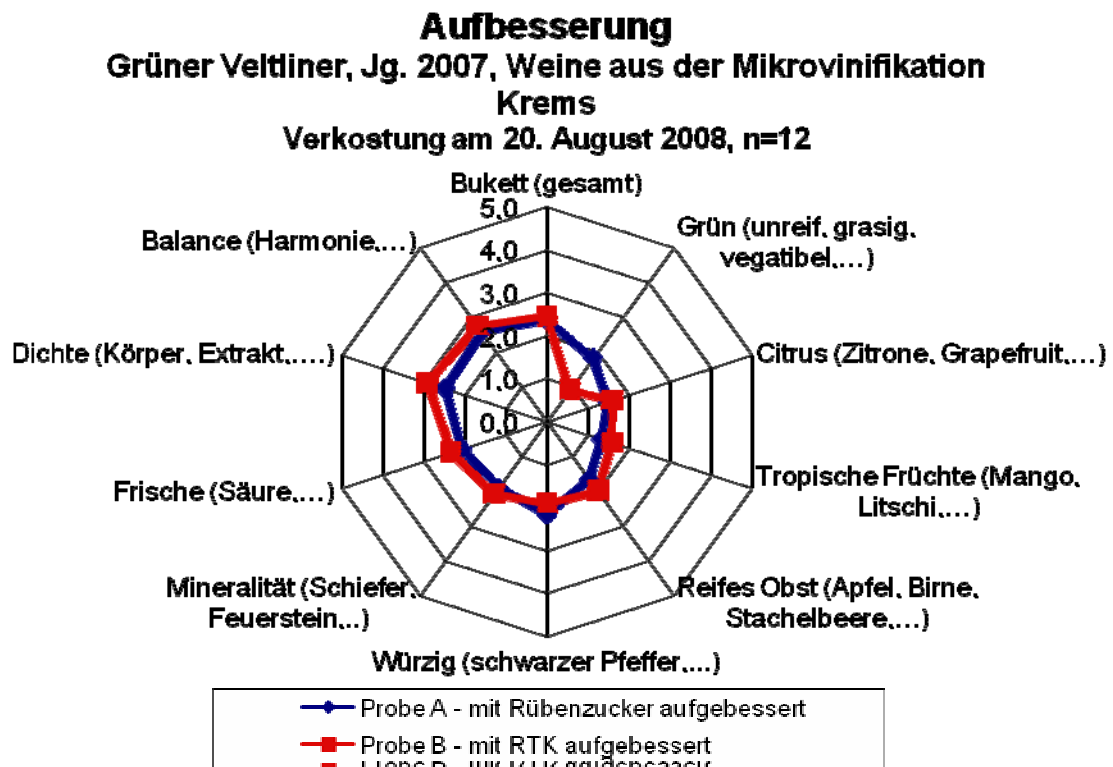 Aufbesserung
Grüner Veltliner, Jg. 2007, Weine aus der Mikrovinifikation
Krems
Verkostung am 20. August 2008, n=12
Bukett (gesamt)
5,0
4,0
3,0
2,0
1,0
0,0
Grün (unreif, grasig,
vegatibel,...)
Citrus (Zitrone, Grapefruit,...)
Tropische Früchte (Mango,
Litschi,...)
Reifes Obst (Apfel, Birne,
Stachelbeere,...)
Würzig (schwarzer Pfeffer,...)
Mineralität (Schiefer,
Feuerstein,..)
Frische (Säure,...)
Dichte (Körper, Extrakt,....)
Balance (Harmonie,...)
Probe A - mit Rübenzucker aufgebessert
Probe B - mit RTK aufgebessert